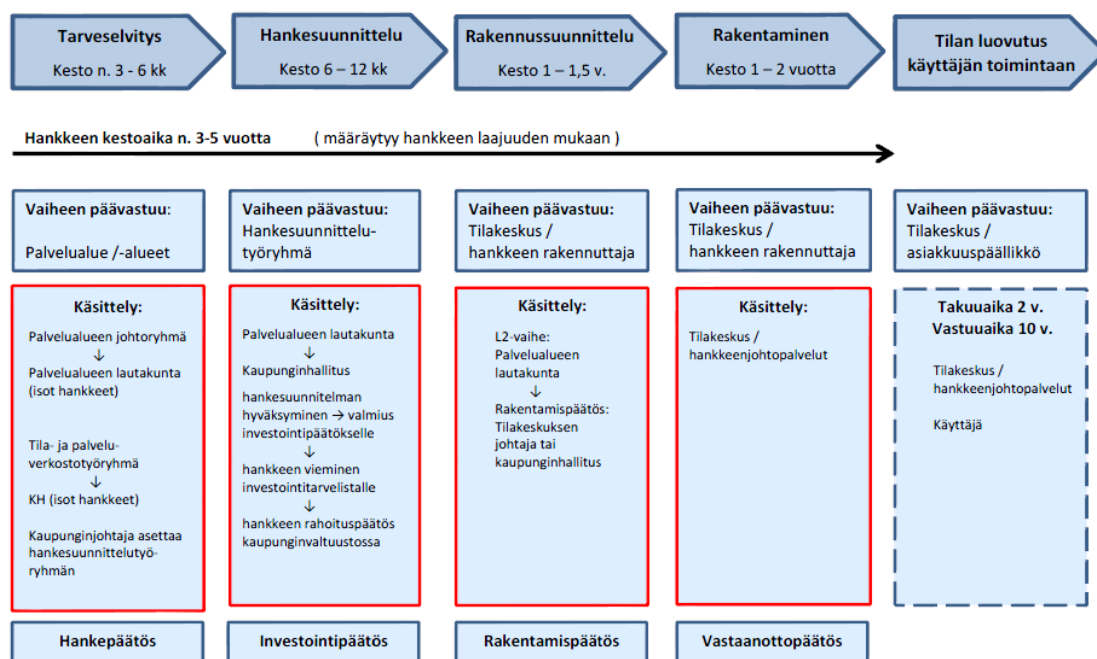 Tarveselvitys
Kesto n. 3 - 6 kk
Hankesuunnittelu
Kesto 6 – 12 kk
Rakennussuunnittelu
Kesto 1 – 1,5 v.
Rakentaminen
Kesto 1 – 2 vuotta
Tilan luovutus
käyttäjän toimintaan
Hankkeen kestoaika n. 3-5 vuotta ( määräytyy hankkeen laajuuden mukaan )
Vaiheen päävastuu:
Palvelualue /-alueet
Vaiheen päävastuu:
Hankesuunnittelu-
työryhmä
Vaiheen päävastuu:
Tilakeskus /
hankkeen rakennuttaja
Vaiheen päävastuu:
Tilakeskus /
hankkeen rakennuttaja
Vaiheen päävastuu:
Tilakeskus /
asiakkuuspäällikkö
Käsittely:
Palvelualueen johtoryhmä
↓
Palvelualueen lautakunta
(isot hankkeet)
Tila- ja palvelu-
verkostotyöryhmä
↓
KH (isot hankkeet)
Kaupunginjohtaja asettaa
hankesuunnittelutyö-
ryhmän
Käsittely:
Palvelualueen lautakunta
↓
Kaupunginhallitus
hankesuunnitelman
hyväksyminen → valmius
investointipäätökselle
↓
hankkeen vieminen
investointitarvelistalle
↓
hankkeen rahoituspäätös
kaupunginvaltuustossa
Käsittely:
L2-vaihe:
Palvelualueen
lautakunta
↓
Rakentamispäätös:
Tilakeskuksen
johtaja tai
kaupunginhallitus
Käsittely:
Tilakeskus /
hankkeenjohtopalvelut
Takuuaika 2 v.
Vastuuaika 10 v.
Tilakeskus /
hankkeenjohtopalvelut
Käyttäjä
Hankepäätös
Investointipäätös
Rakentamispäätös
Vastaanottopäätös